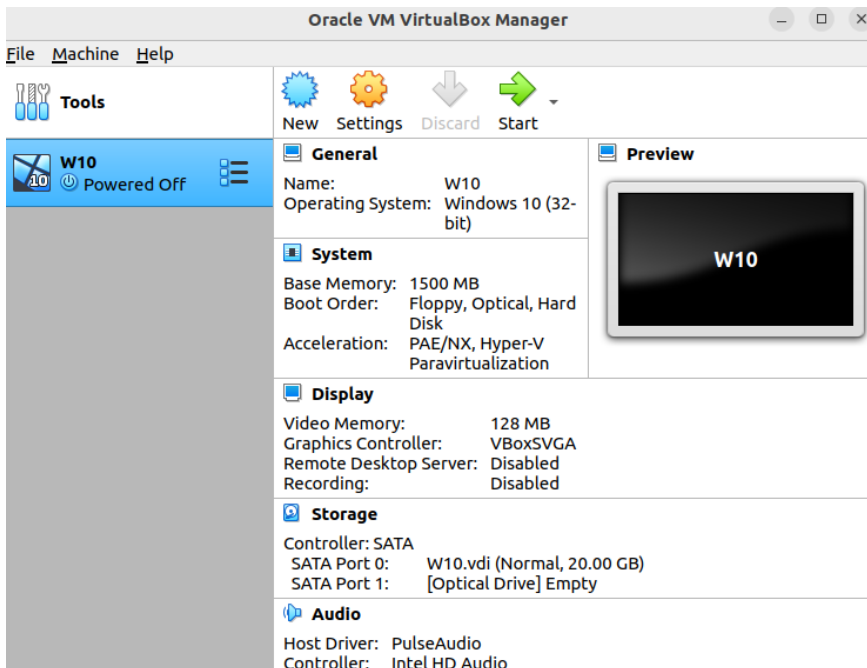 Oracle VM VirtualBox Manager
File Machine Help
Tools
New Settings Discard Start
W10
10
Powered Off
General
Name: W10
Operating System: Windows 10 (32-
bit)
Preview
W10
System
Base Memory: 1500 MB
Boot Order: Floppy, Optical, Hard
Disk
Acceleration: PAE/NX, Hyper-V
Paravirtualization
Display
Video Memory: 128 MB
Graphics Controller: VBoxSVGA
Remote Desktop Server: Disabled
Recording: Disabled
Storage
Controller: SATA
SATA Port 0: W10.vdi (Normal, 20.00 GB)
SATA Port 1: [Optical Drive] Empty
Audio
Host Driver: PulseAudio
Controller: Intel HD Audio